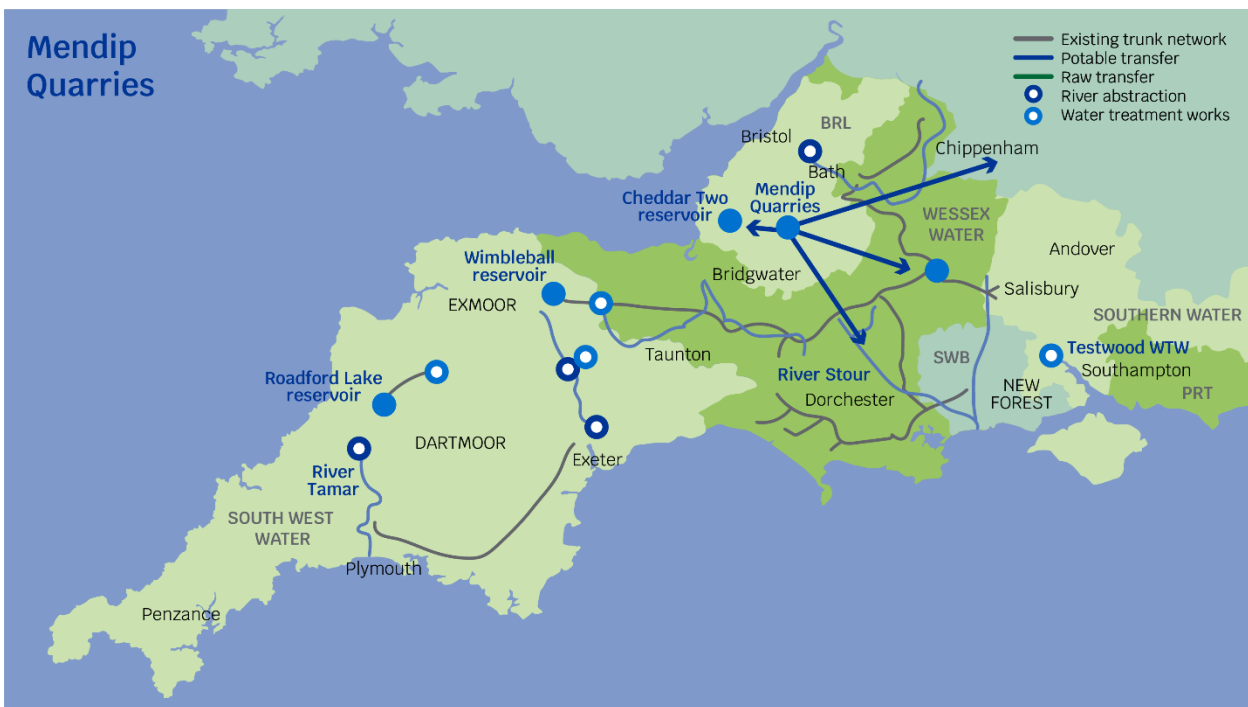 Mendip
Quarries
Existing trunk network
Potable transfer
Raw transfer
River abstraction
Water treatment works
BRL
Bristol
Chippenham
Bath
Mendip
Quarries
Cheddar Two
reservoir
WESSEX
WATER
Andover
Wimbleball
reservoir
Bridgwater
EXMOOR
Salisbury
SOUTHERN WATER
Taunton
SWB
Testwood WTW
Southampton
River Stour
Roadford Lake
reservoir
NEW
FOREST
PRT
Dorchester
DARTMOOR
Exeter
River
Tamar
SOUTH WEST
WATER
Plymouth
Penzance